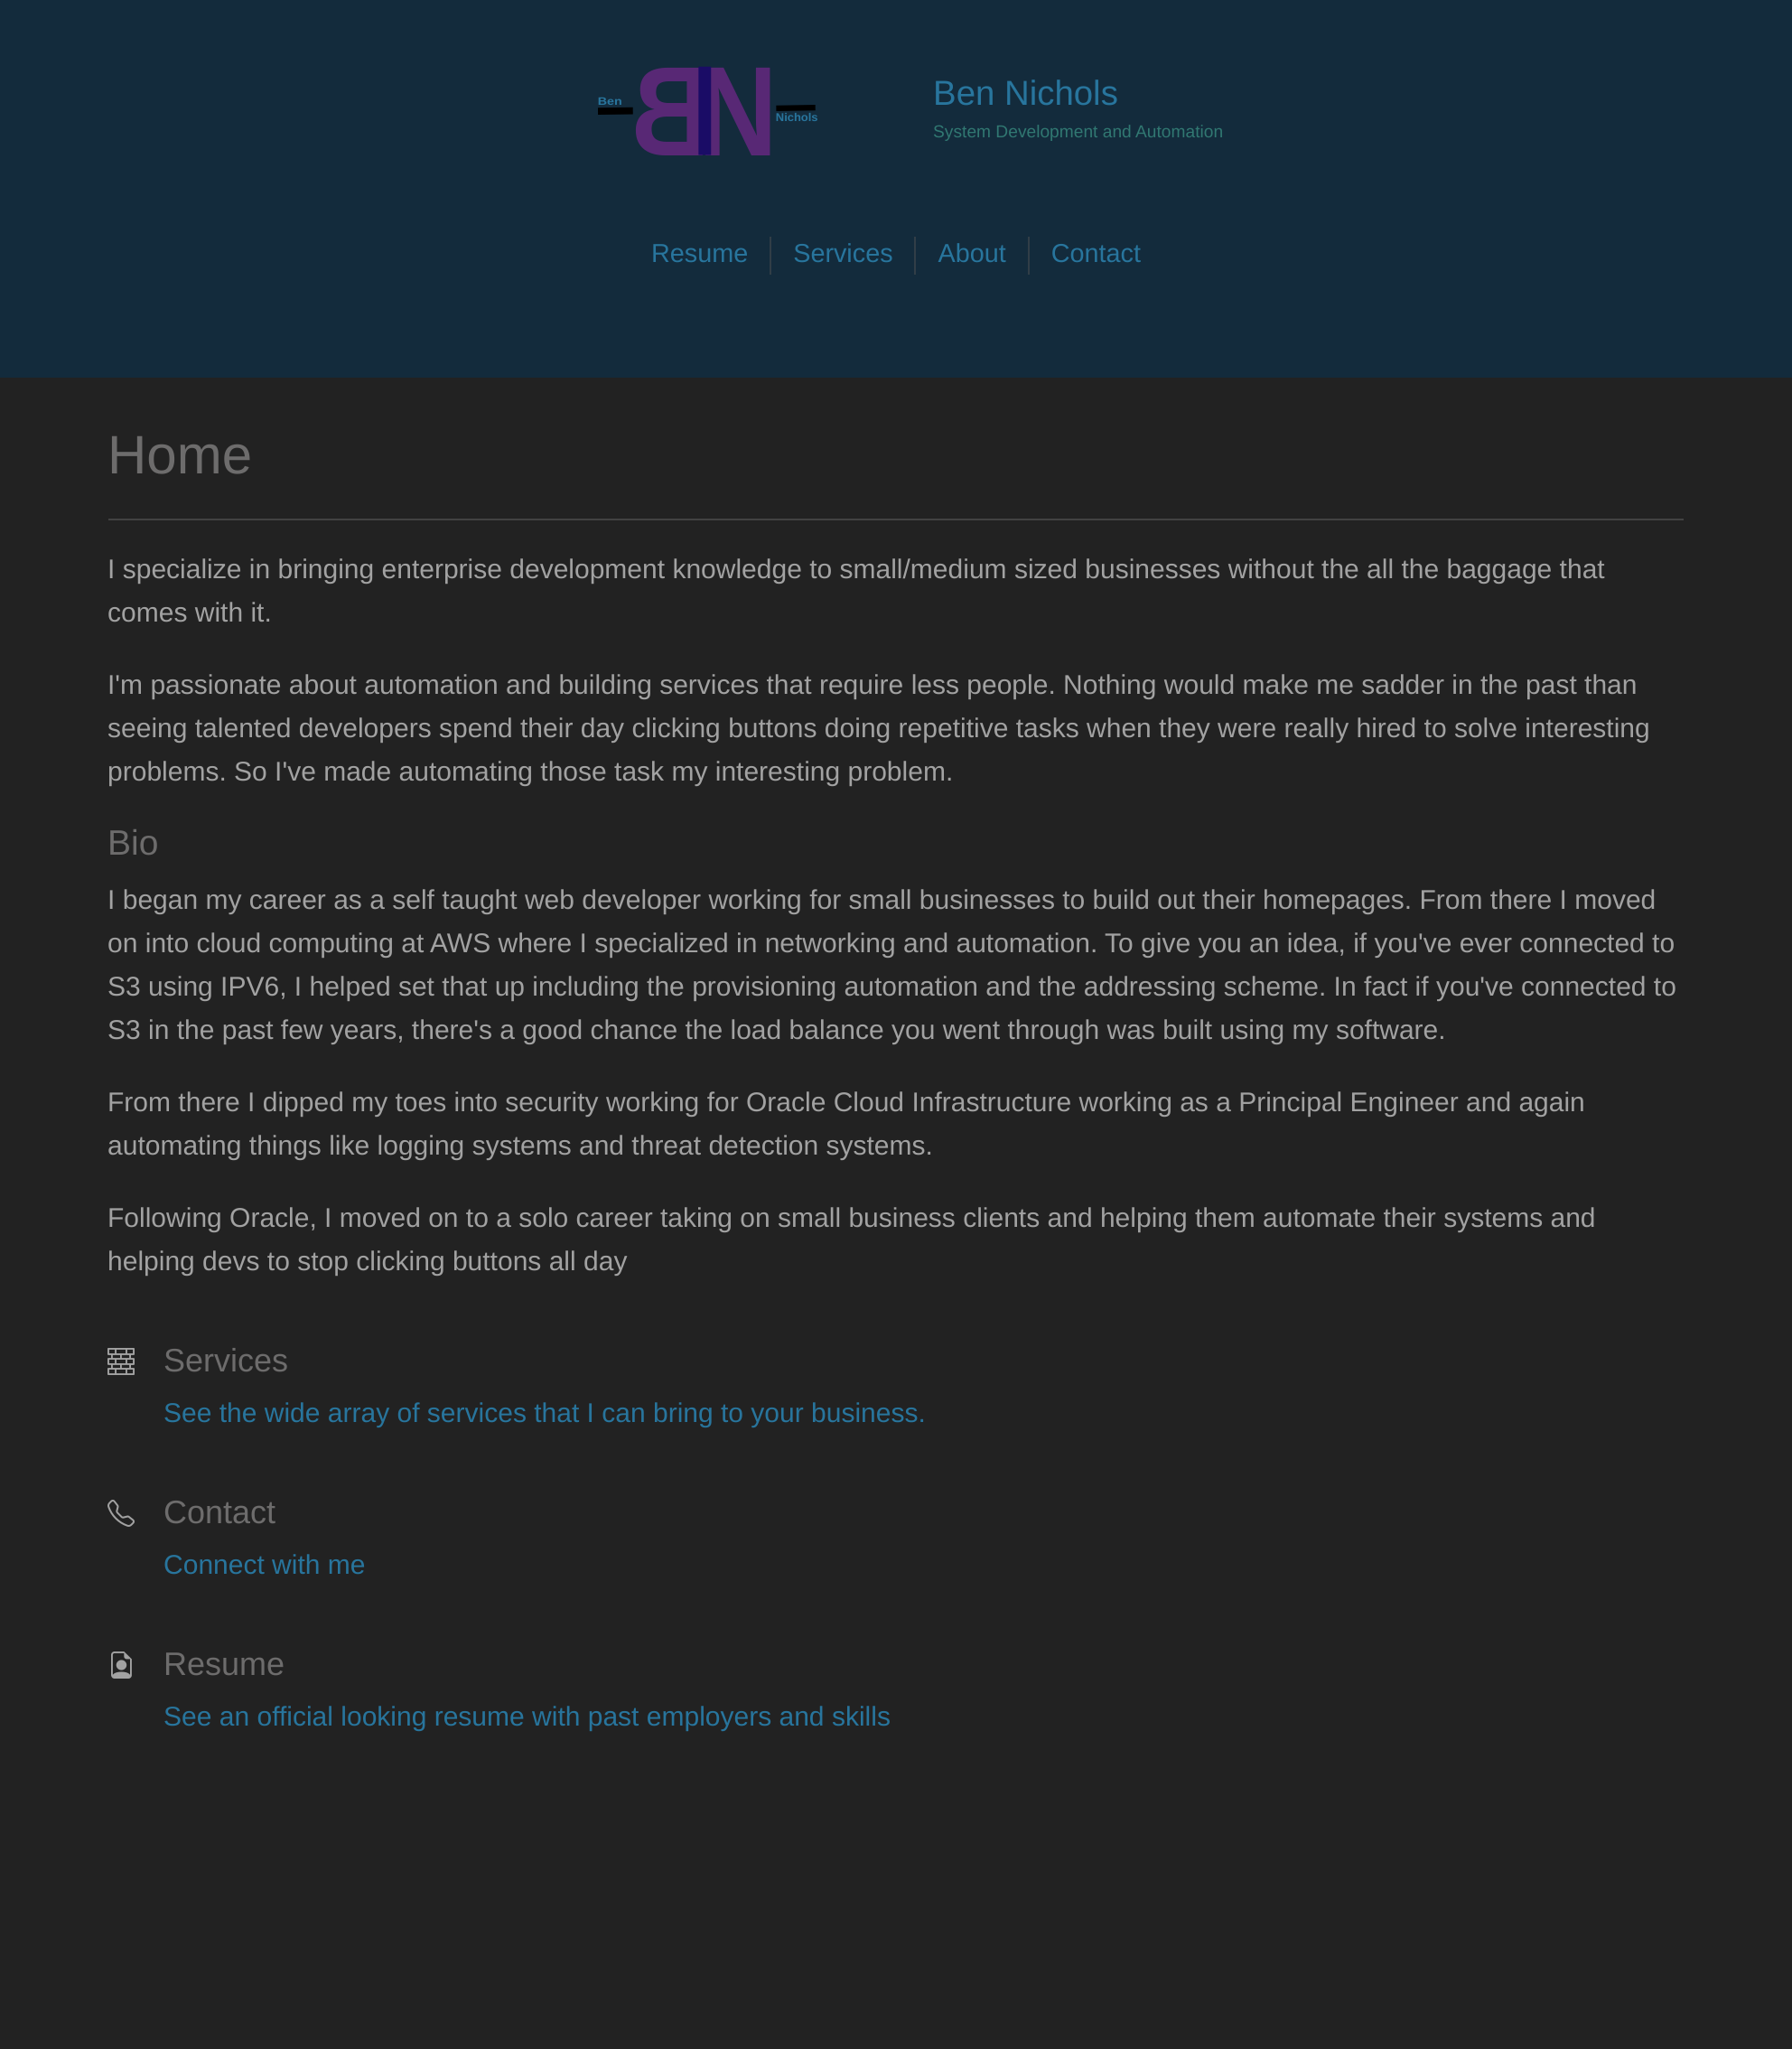 Ben
BN
Nichols
Ben Nichols
System Development and Automation
Resume
Services
About
Contact
Home
I specialize in bringing enterprise development knowledge to small/medium sized businesses without the all the baggage that
comes with it.
I'm passionate about automation and building services that require less people. Nothing would make me sadder in the past than
seeing talented developers spend their day clicking buttons doing repetitive tasks when they were really hired to solve interesting
problems. So I've made automating those task my interesting problem.
Bio
I began my career as a self taught web developer working for small businesses to build out their homepages. From there I moved
on into cloud computing at AWS where I specialized in networking and automation. To give you an idea, if you've ever connected to
S3 using IPV6, I helped set that up including the provisioning automation and the addressing scheme. In fact if you've connected to
S3 in the past few years, there's a good chance the load balance you went through was built using my software.
From there I dipped my toes into security working for Oracle Cloud Infrastructure working as a Principal Engineer and again
automating things like logging systems and threat detection systems.
Following Oracle, I moved on to a solo career taking on small business clients and helping them automate their systems and
helping devs to stop clicking buttons all day
Services
See the wide array of services that I can bring to your business.
Contact
Connect with me
Resume
See an official looking resume with past employers and skills